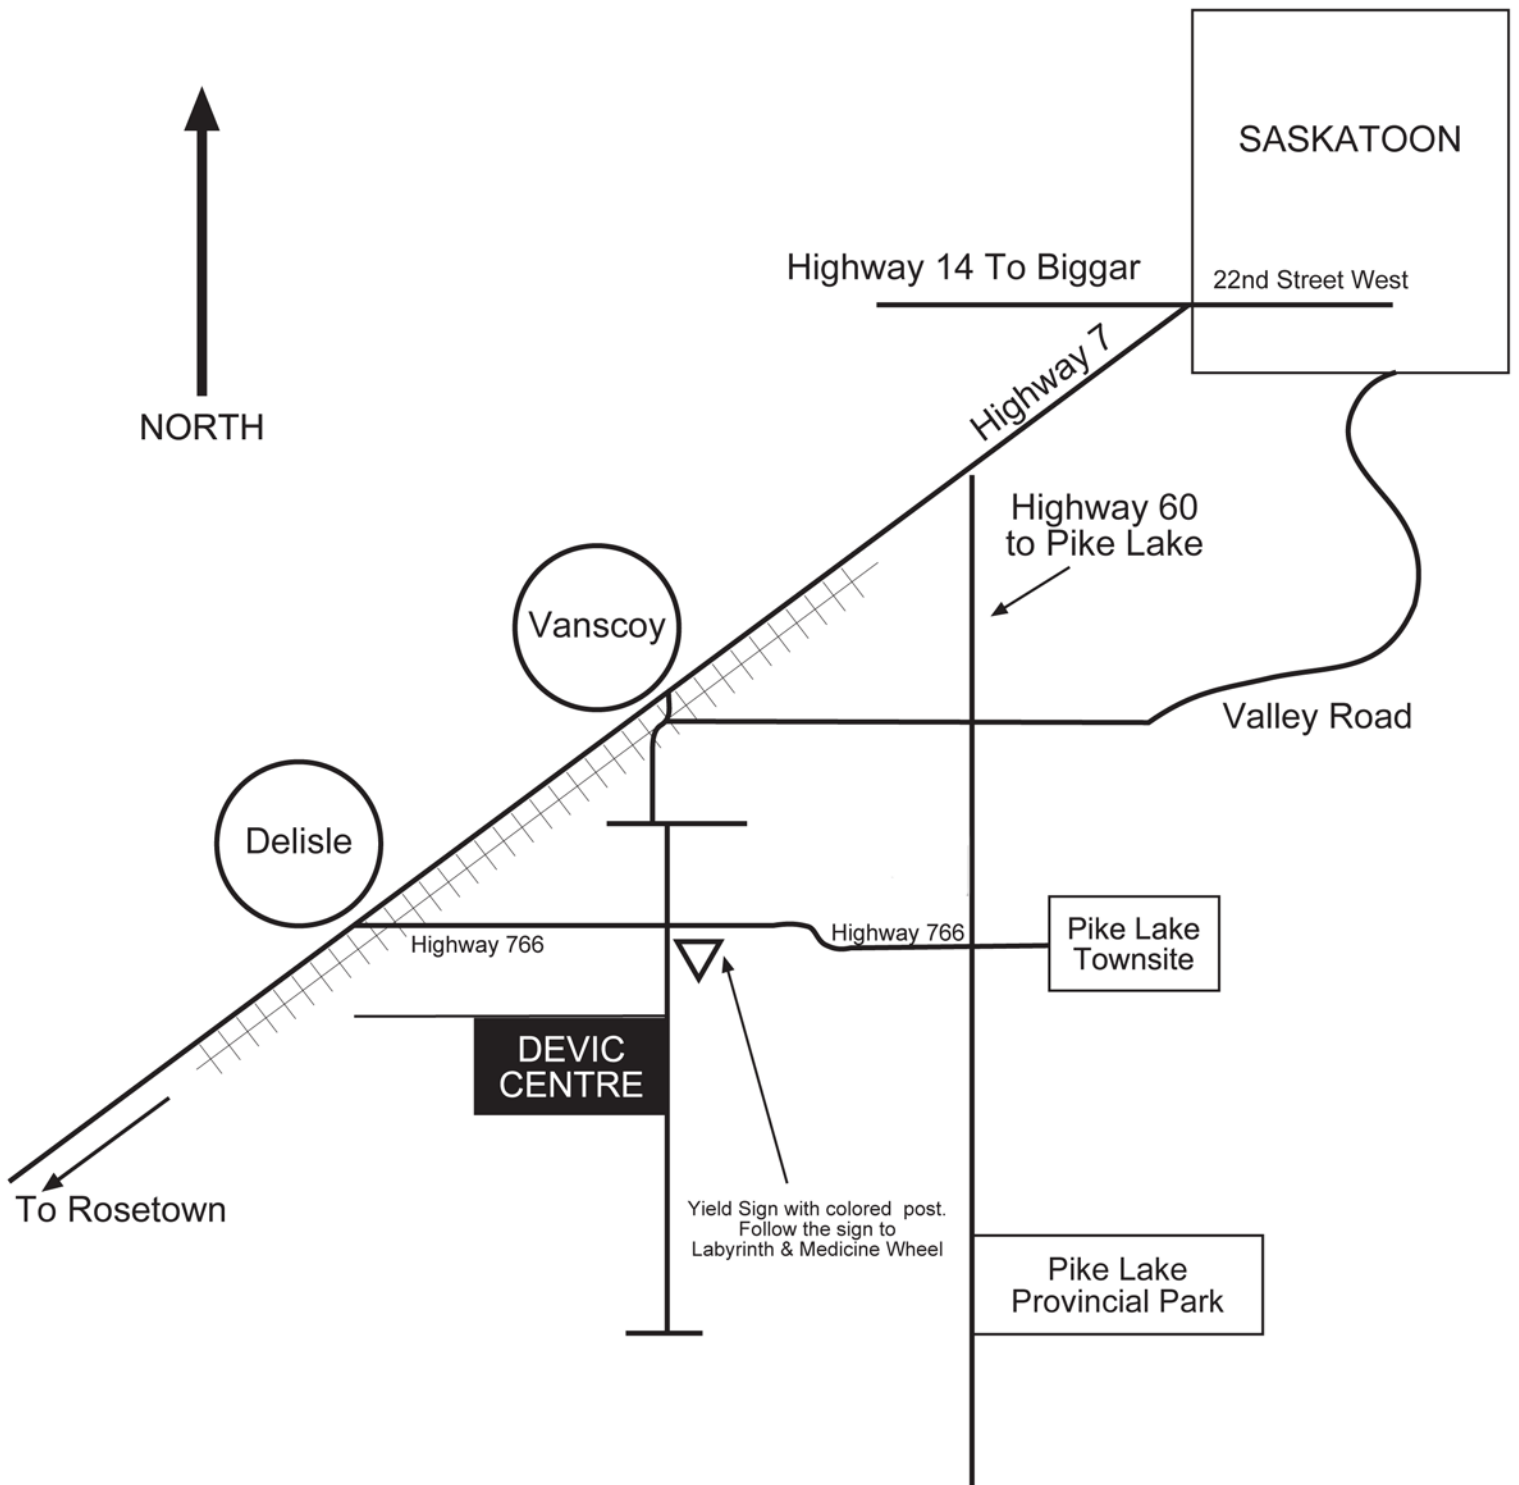 SASKATOON
Highway 14 To Biggar
22nd Street West
Highway 7
NORTH
Highway 60
to Pike Lake
Vanscoy
Valley Road
Delisle
Highway 766
Highway 766
Pike Lake
Townsite
DEVIC
CENTRE
To Rosetown
Yield Sign with colored post.
Follow the sign to
Labyrinth & Medicine Wheel
Pike Lake
Provincial Park